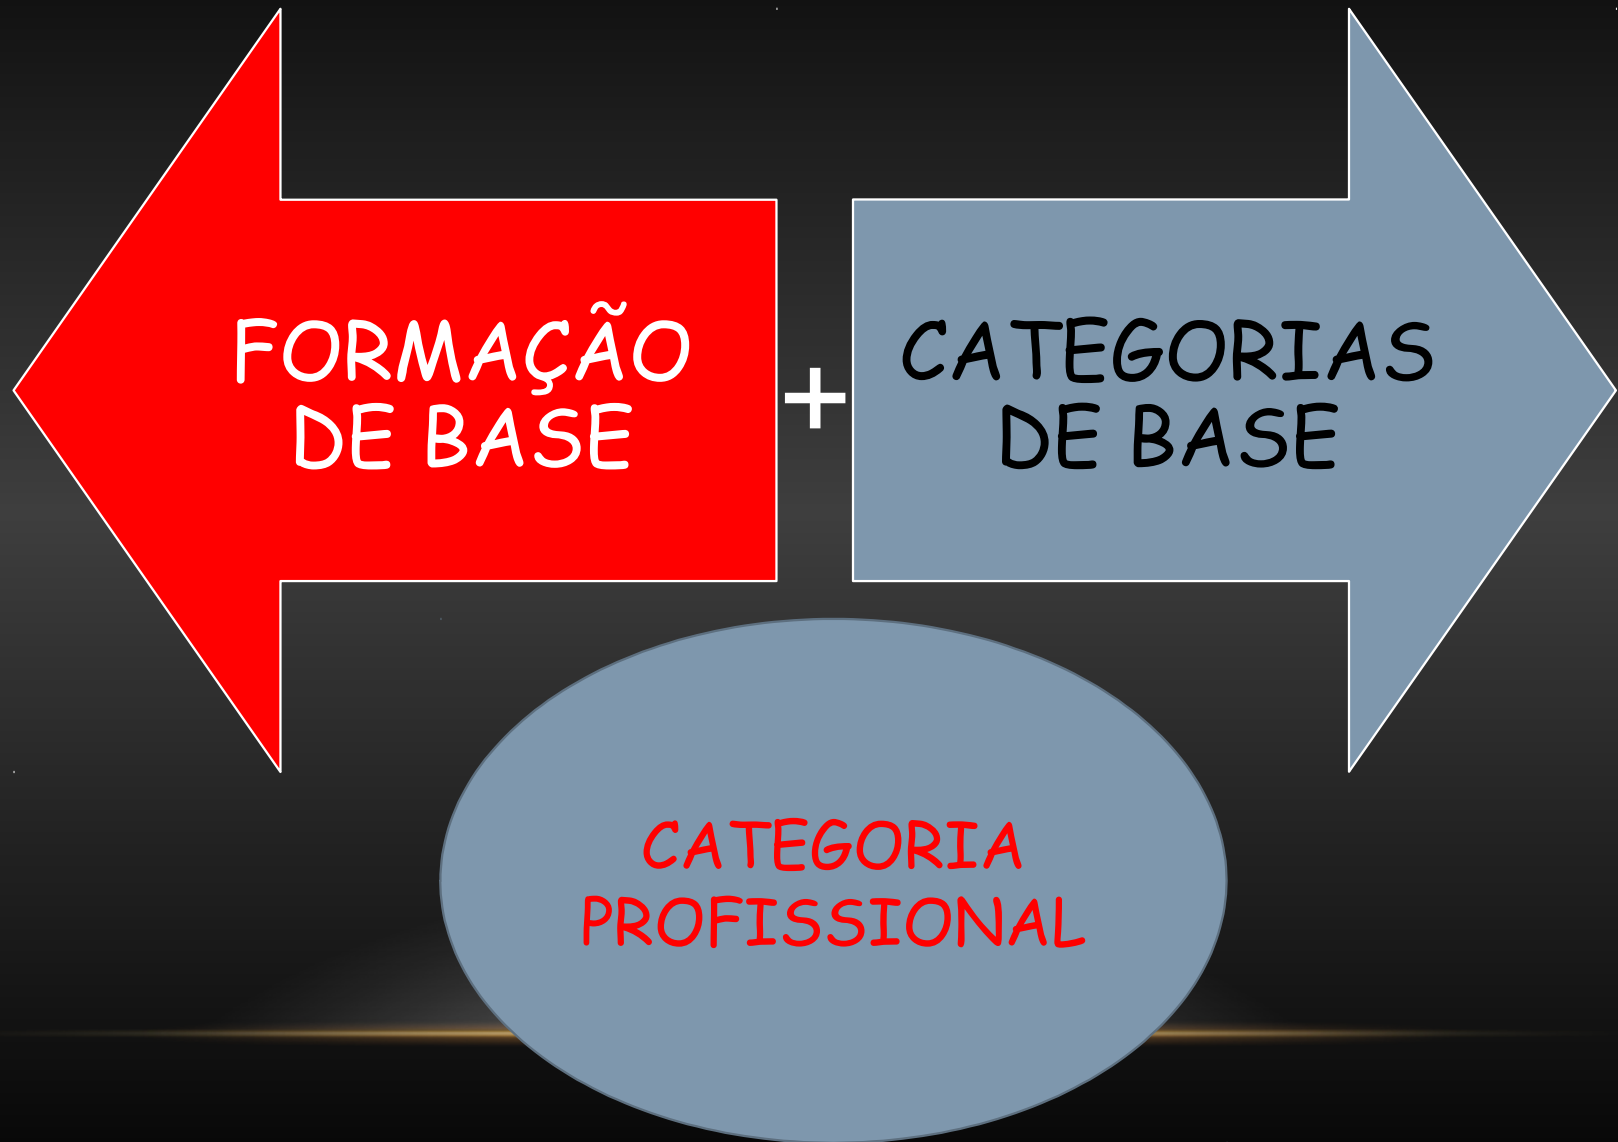 FORMAÇÃO
DE BASE
+
CATEGORIAS
DE BASE
CATEGORIA
PROFISSIONAL